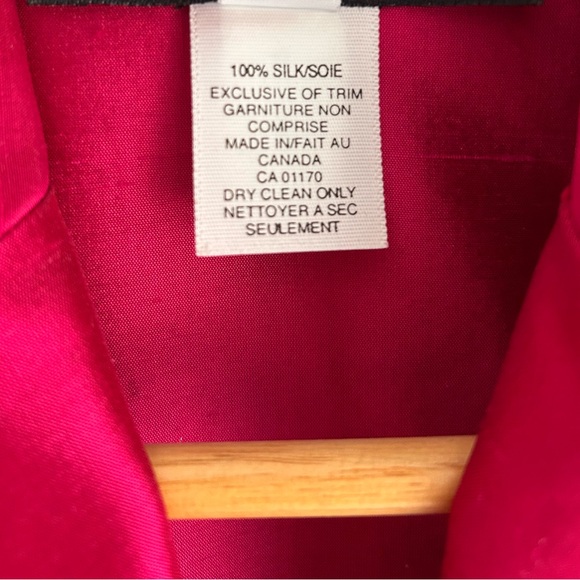 100% SILK/SOIE
EXCLUSIVE OF TRIM
GARNITURE NON
COMPRISE
MADE IN/FAIT AU
CANADA
CA 01170
DRY CLEAN ONLY
NETTOYER A SEC
SEULEMENT